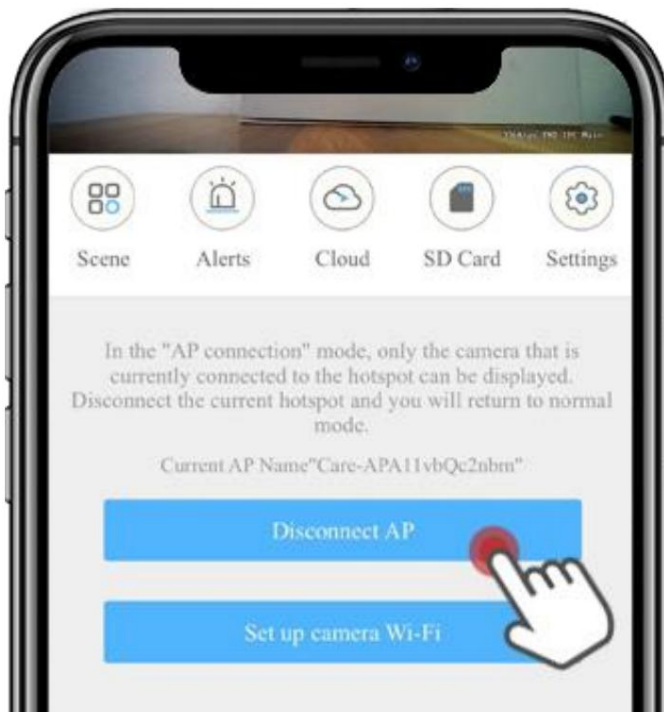 Scene Alerts Cloud SD Card Settings
In the "AP connection" mode, only the camera that is
currently connected to the hotspot can be displayed.
Disconnect the current hotspot and you will return to normal
mode.
Current AP Name"Care-APA11vbQc2nbm"
Disconnect AP
Set up camera Wi-Fi